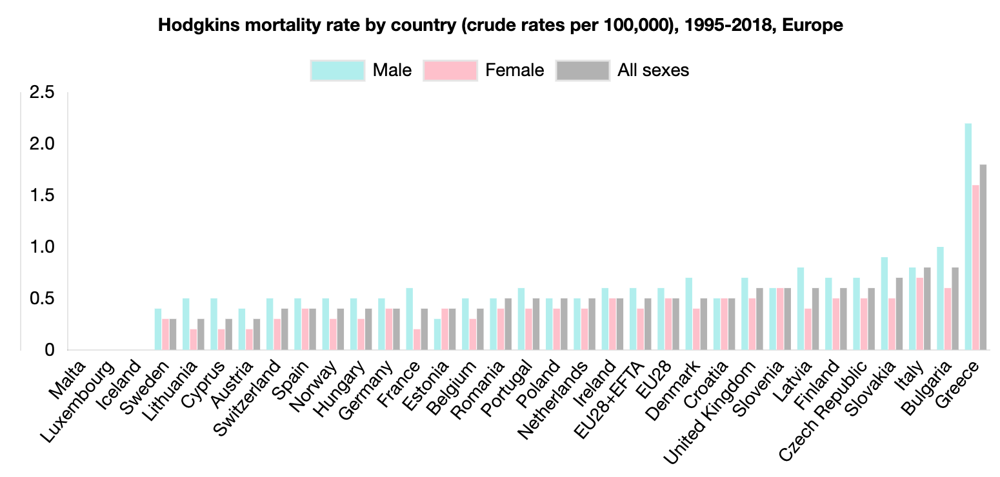 Hodgkins mortality rate by country (crude rates per 100,000), 1995-2018, Europe
Male Female All sexes
2.5
2.0
1.5
1.0
0.5
0
Malta
Luxembourg
Iceland
Sweden
Lithuania
Cyprus
Austria
Switzerland
Spain
Norway
Hungary
Germany
France
Estonia
Belgium
Romania
Portugal
Poland
Netherlands
Ireland
EU28+EFTA
EU28
Denmark
Croatia
United Kingdom
Slovenia
Latvia
Finland
Czech Republic
Slovakia
Italy
Bulgaria
Greece